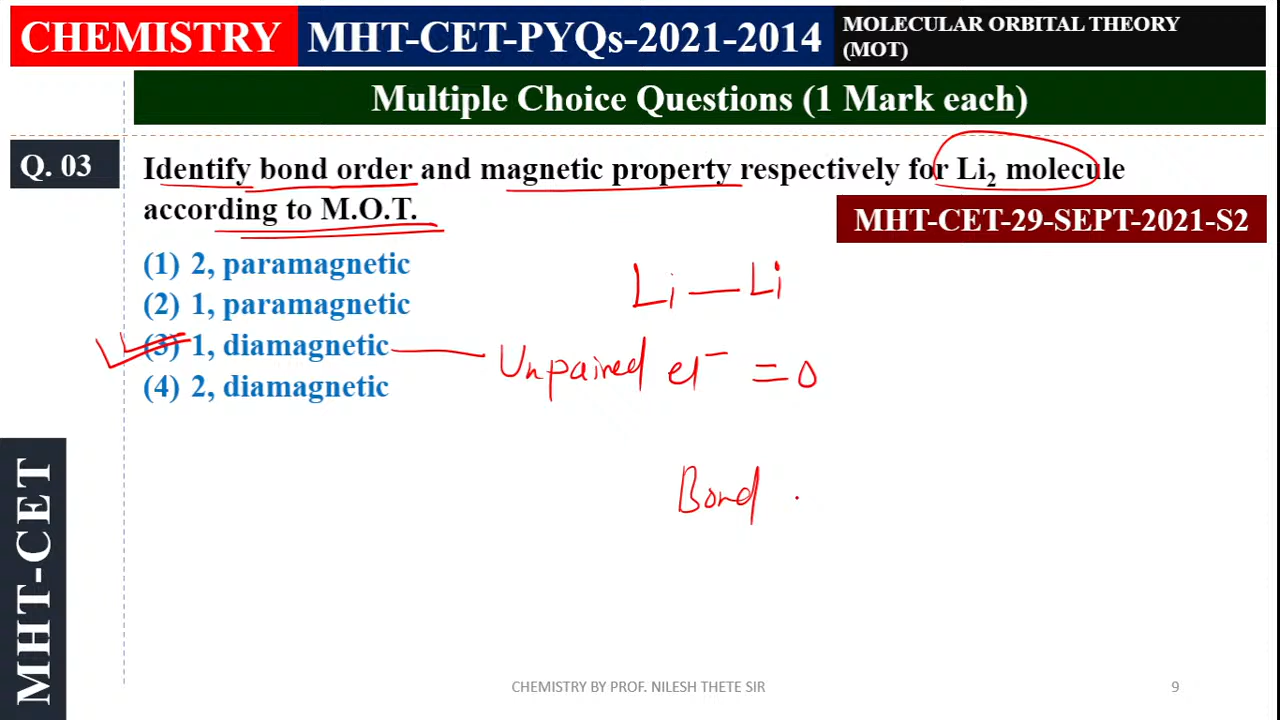 CHEMISTRY MHT-CET-PYQs-2021-2014 MOLECULAR ORBITAL THEORY
(MOT)
Multiple Choice Questions (1 Mark each)
Q. 03 Identify bond order and magnetic property respectively for Li₂ molecule
according to M.O.T.
MHT-CET-29-SEPT-2021-S2
(1) 2, paramagnetic
(2) 1, paramagnetic
(3) 1, diamagnetic
(4) 2, diamagnetic
Li — Li
Unpaired el⁻ = 0
Bond
MHT-CET
CHEMISTRY BY PROF. NILESH THETE SIR
9